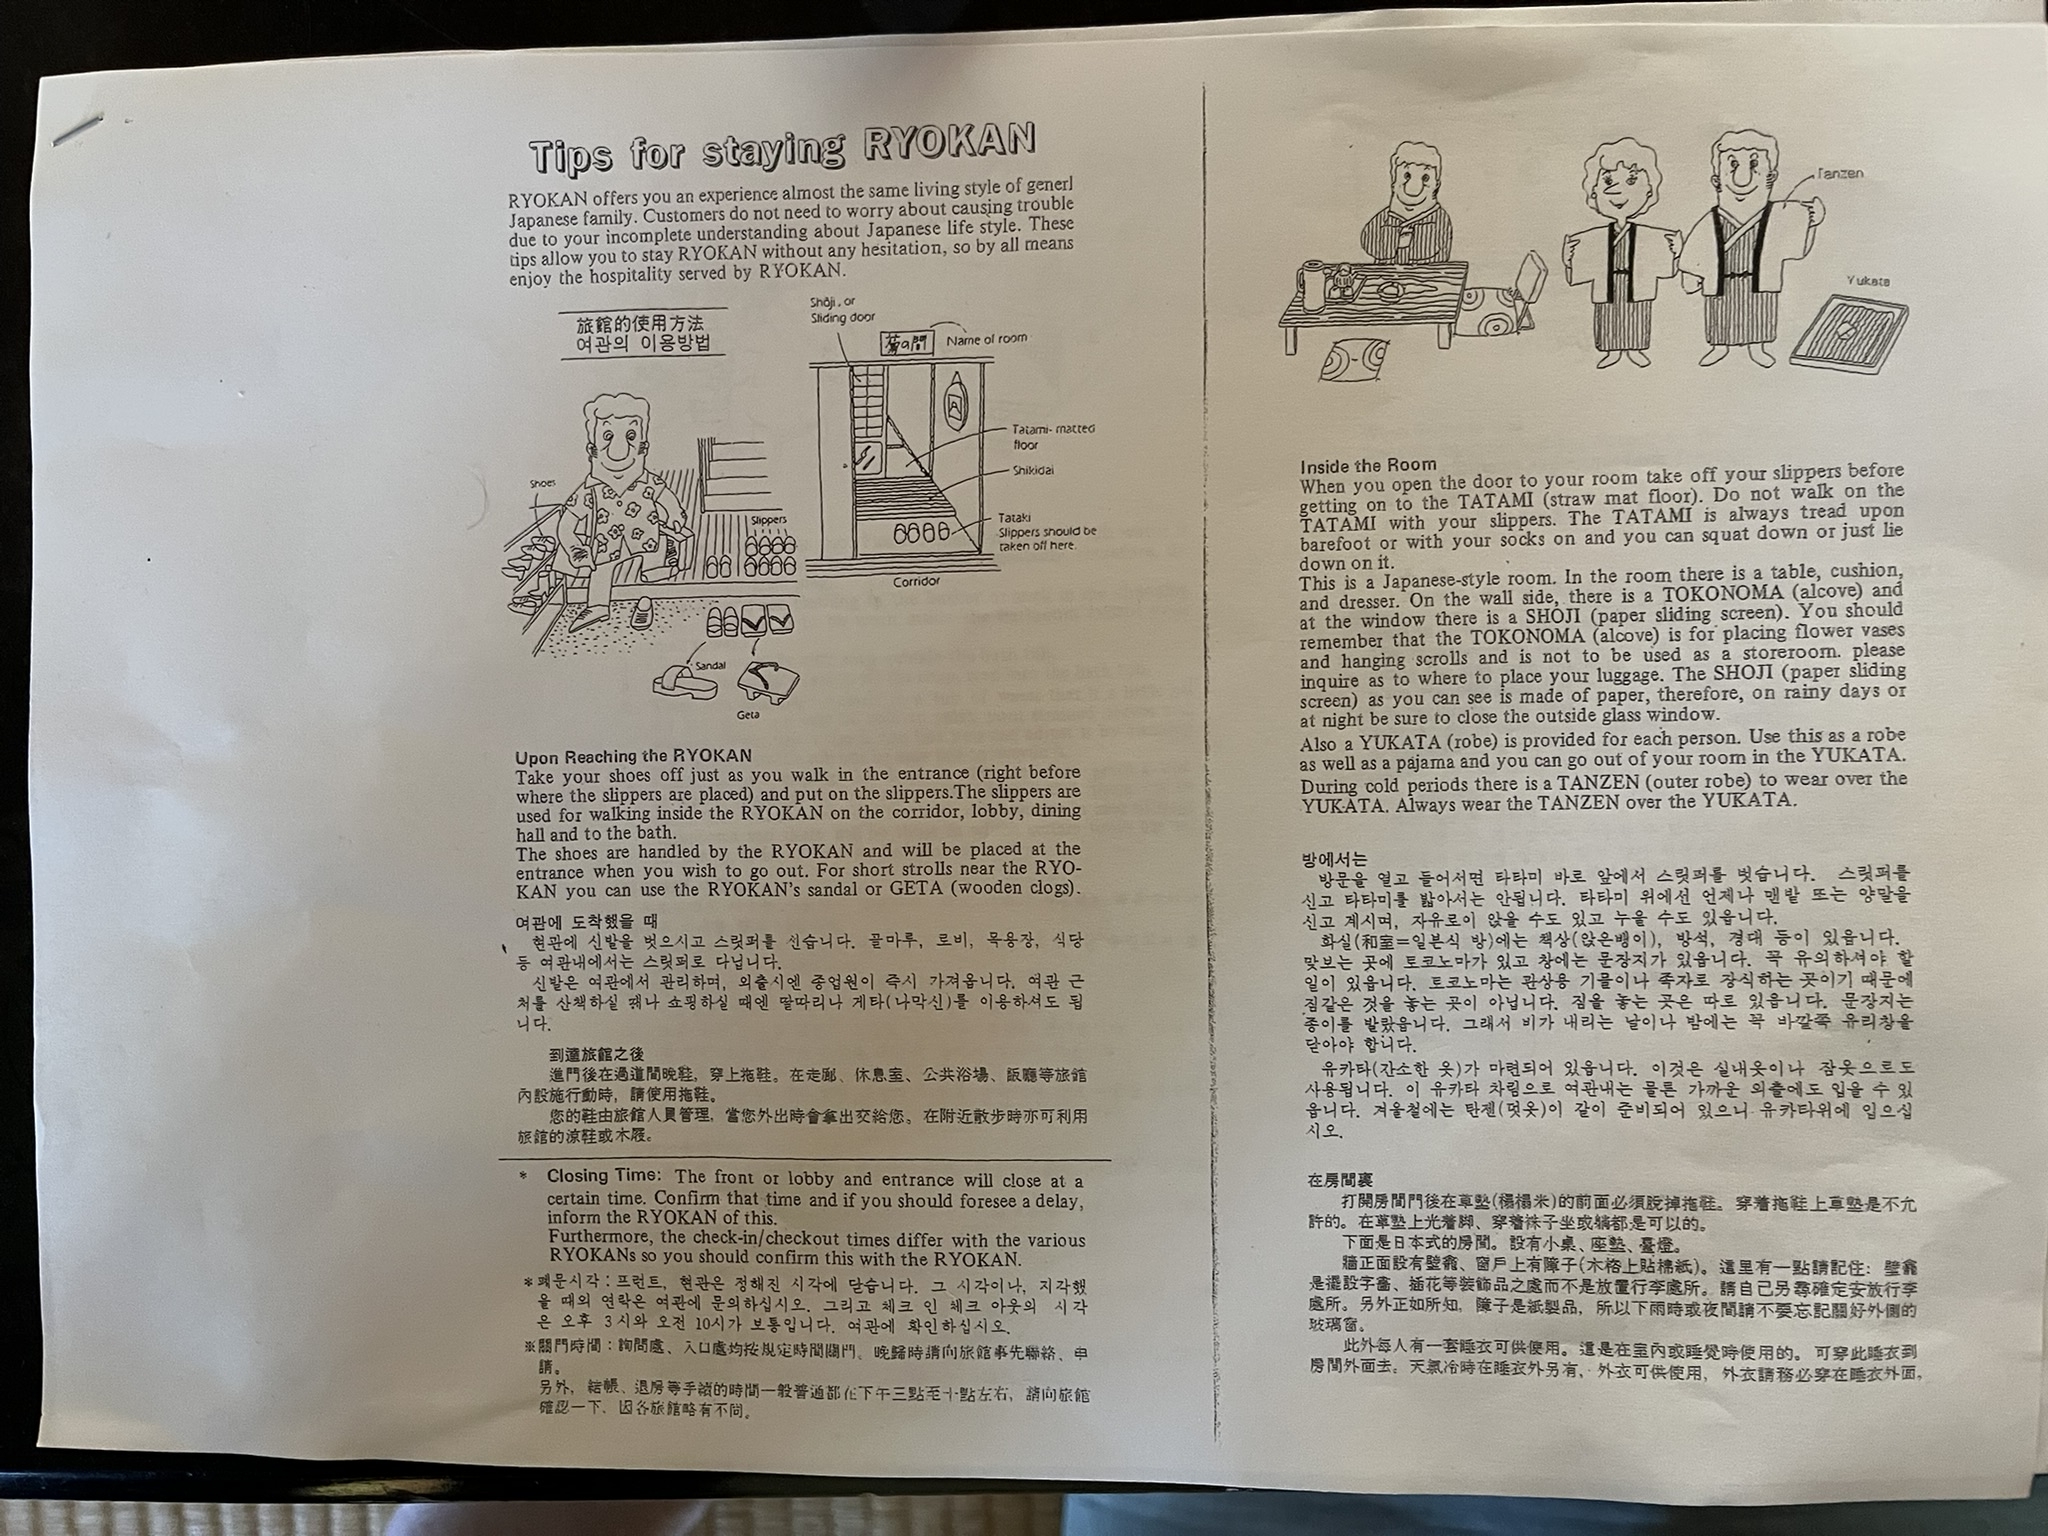 Tips for staying RYOKAN
RYOKAN offers you an experience almost the same living style of generl
Japanese family. Customers do not need to worry about causing trouble
due to your incomplete understanding about Japanese life style. These
tips allow you to stay RYOKAN without any hesitation, so by all means
enjoy the hospitality served by RYOKAN.
旅館的使用方法
여관의 이용방법
Shōji, or
Sliding door
Name of room
Tatami-matted
floor
Shikidai
Tataki
Slippers should be
taken off here.
Corridor
Shoes
Slippers
Sandal
Geta
Upon Reaching the RYOKAN
Take your shoes off just as you walk in the entrance (right before
where the slippers are placed) and put on the slippers.The slippers are
used for walking inside the RYOKAN on the corridor, lobby, dining
hall and to the bath.
The shoes are handled by the RYOKAN and will be placed at the
entrance when you wish to go out. For short strolls near the RYO-
KAN you can use the RYOKAN's sandal or GETA (wooden clogs).
여관에 도착했을 때
현관에 신발을 벗으시고 스릿퍼를 신습니다. 골마루, 로비, 목욕장, 식당
등 여관내에서는 스릿퍼로 다닙니다.
신발은 여관에서 관리하며, 외출시엔 종업원이 즉시 가져옵니다. 여관 근
처를 산책하실 때나 쇼핑하실 때엔 딸따리나 게타(나막신)를 이용하셔도 됩
니다.
到達旅館之後
進門後在過道間晚鞋, 穿上拖鞋。在走廊、休息室、公共浴場、飯廳等旅館
內設施行動時, 請使用拖鞋。
您的鞋由旅館人員管理, 當您外出時會拿出交給您。在附近散步時亦可利用
旅館的涼鞋或木屐。
* Closing Time: The front or lobby and entrance will close at a
certain time. Confirm that time and if you should foresee a delay,
inform the RYOKAN of this.
Furthermore, the check-in/checkout times differ with the various
RYOKANs so you should confirm this with the RYOKAN.
*폐문시각: 프런트, 현관은 정해진 시각에 닫습니다. 그 시각이나, 지각했
을 때의 연락은 여관에 문의하십시오. 그리고 체크 인 체크 아웃의 시각
은 오후 3시와 오전 10시가 보통입니다. 여관에 확인하십시오.
※關門時間: 詢問處、入口處均按規定時間關門。晚歸時請向旅館事先聯絡、申
請。
另外, 結帳、退房等手續的時間一般普通都在下午三點至十點左右, 請向旅館
確認一下、因各旅館略有不同。
Tanzen
Yukata
Inside the Room
When you open the door to your room take off your slippers before
getting on to the TATAMI (straw mat floor). Do not walk on the
TATAMI with your slippers. The TATAMI is always tread upon
barefoot or with your socks on and you can squat down or just lie
down on it.
This is a Japanese-style room. In the room there is a table, cushion,
and dresser. On the wall side, there is a TOKONOMA (alcove) and
at the window there is a SHOJI (paper sliding screen). You should
remember that the TOKONOMA (alcove) is for placing flower vases
and hanging scrolls and is not to be used as a storeroom. please
inquire as to where to place your luggage. The SHOJI (paper sliding
screen) as you can see is made of paper, therefore, on rainy days or
at night be sure to close the outside glass window.
Also a YUKATA (robe) is provided for each person. Use this as a robe
as well as a pajama and you can go out of your room in the YUKATA.
During cold periods there is a TANZEN (outer robe) to wear over the
YUKATA. Always wear the TANZEN over the YUKATA.
방에서는
방문을 열고 들어서면 타타미 바로 앞에서 스릿퍼를 벗습니다. 스릿퍼를
신고 타타미를 밟아서는 안됩니다. 타타미 위에선 언제나 맨발 또는 양말을
신고 계시며, 자유로이 앉을 수도 있고 누을 수도 있읍니다.
화실(和室=일본식 방)에는 책상(앉은뱅이), 방석, 경대 등이 있읍니다.
맞브는 곳에 토코노마가 있고 창에는 문장지가 있읍니다. 꼭 유의하셔야 할
일이 있읍니다. 토코노마는 관상용 기물이나 족자로 장식하는 곳이기 때문에
짐같은 것을 놓는 곳이 아닙니다. 짐을 놓는 곳은 따로 있읍니다. 문장지는
종이를 발랐읍니다. 그래서 비가 내리는 날이나 밤에는 꼭 바깥쪽 유리창을
닫아야 합니다.
유카타(간소한 옷)가 마련되어 있읍니다. 이것은 실내옷이나 잠옷으로도
사용됩니다. 이 유카타 차림으로 여관내는 물론 가까운 외출에도 입을 수 있
읍니다. 겨울철에는 탄젠(덧옷)이 같이 준비되어 있으니 유카타위에 입으십
시오.
在房間裏
打開房間門後在草墊(榻榻米)的前面必須脫掉拖鞋。穿着拖鞋上草墊是不允
許的。在草墊上光着脚、穿着袜子坐或躺都是可以的。
下面是日本式的房間。設有小桌、座墊、臺燈。
牆正面設有壁龕、窗戶上有障子(木格上貼棉紙)。這里有一點請記住: 壁龕
是擺設字畫、插花等裝飾品之處而不是放置行李處所。請自己另尋確定安放行李
處所。另外正如所知, 障子是紙製品, 所以下雨時或夜間請不要忘記關好外側的
玻璃窗。
此外每人有一套睡衣可供使用。這是在室內或睡覺時使用的。可穿此睡衣到
房間外面去。天氣冷時在睡衣外另有, 外衣可供使用, 外衣請務必穿在睡衣外面,